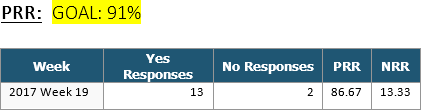 PRR: GOAL: 91%
Week Yes Responses No Responses PRR NRR
2017 Week 19 13 2 86.67 13.33